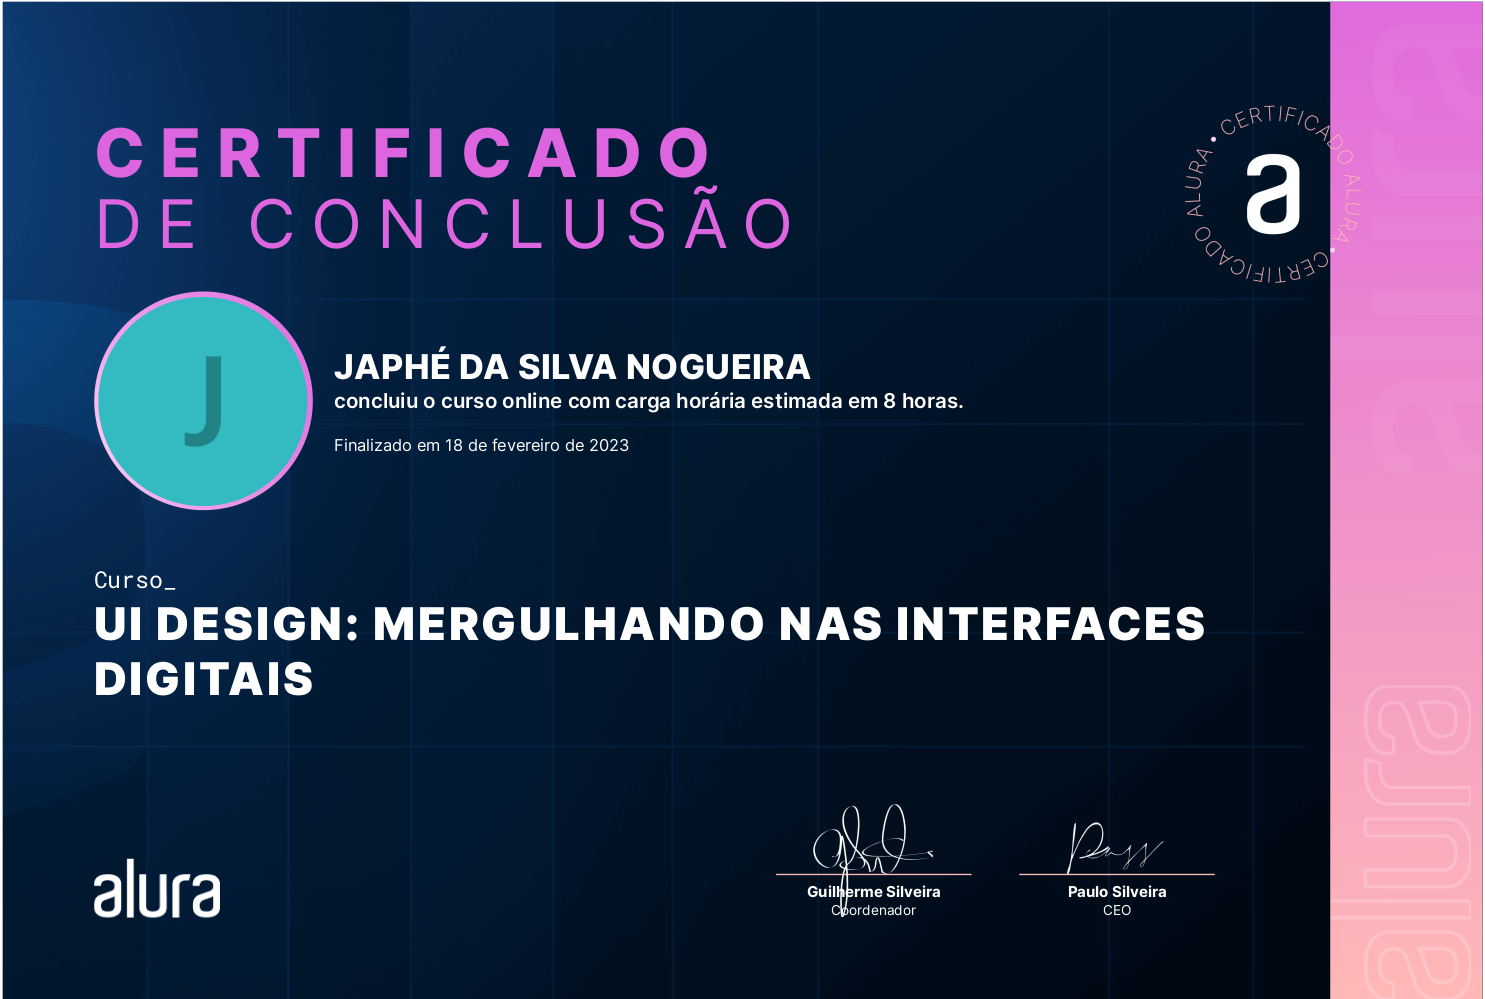 CERTIFICADO
DE CONCLUSÃO
CERTIFICADO ALURA • CERTIFICADO ALURA •
a
J
JAPHÉ DA SILVA NOGUEIRA
concluiu o curso online com carga horária estimada em 8 horas.
Finalizado em 18 de fevereiro de 2023
Curso_
UI DESIGN: MERGULHANDO NAS INTERFACES
DIGITAIS
alura
Guilherme Silveira
Coordenador
Paulo Silveira
CEO
alura
alura